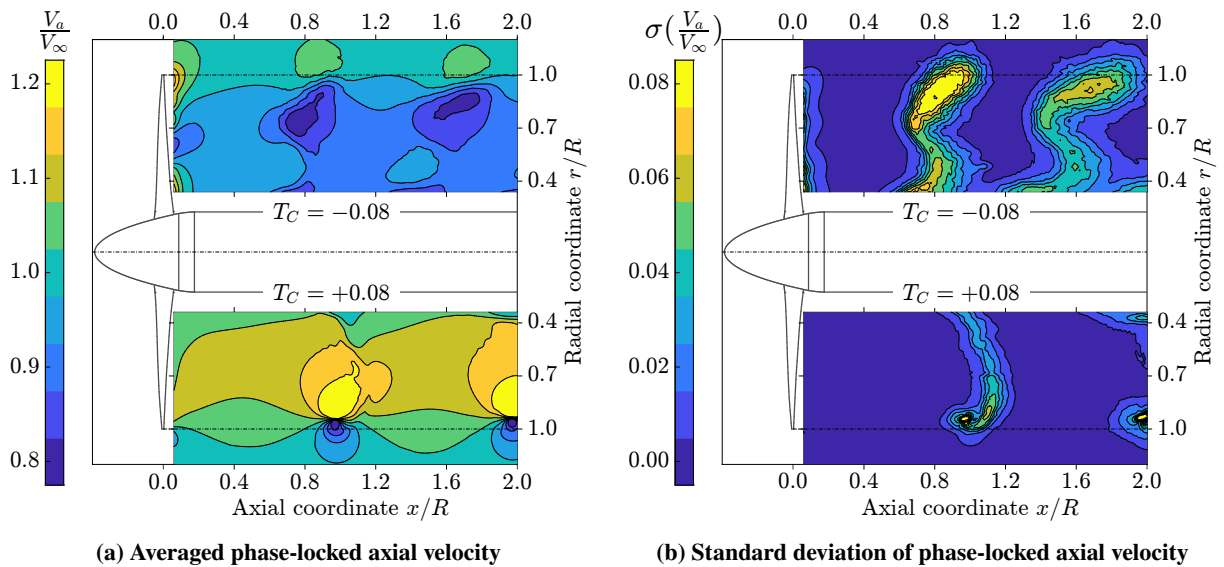 V_a/V_∞
0.0 0.4 0.8 1.2 1.6 2.0
1.2
1.1
1.0
0.9
0.8
1.0
0.7
0.4
T_C = −0.08
T_C = +0.08
0.4
0.7
1.0
Radial coordinate r/R
0.0 0.4 0.8 1.2 1.6 2.0
Axial coordinate x/R
(a) Averaged phase-locked axial velocity
σ(V_a/V_∞)
0.0 0.4 0.8 1.2 1.6 2.0
0.08
0.06
0.04
0.02
0.00
1.0
0.7
0.4
T_C = −0.08
T_C = +0.08
0.4
0.7
1.0
Radial coordinate r/R
0.0 0.4 0.8 1.2 1.6 2.0
Axial coordinate x/R
(b) Standard deviation of phase-locked axial velocity